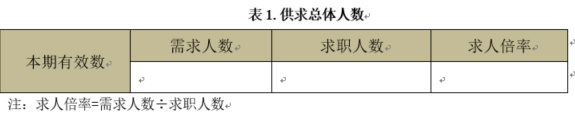 表 1. 供求总体人数
本期有效数 需求人数 求职人数 求人倍率
注：求人倍率=需求人数÷求职人数